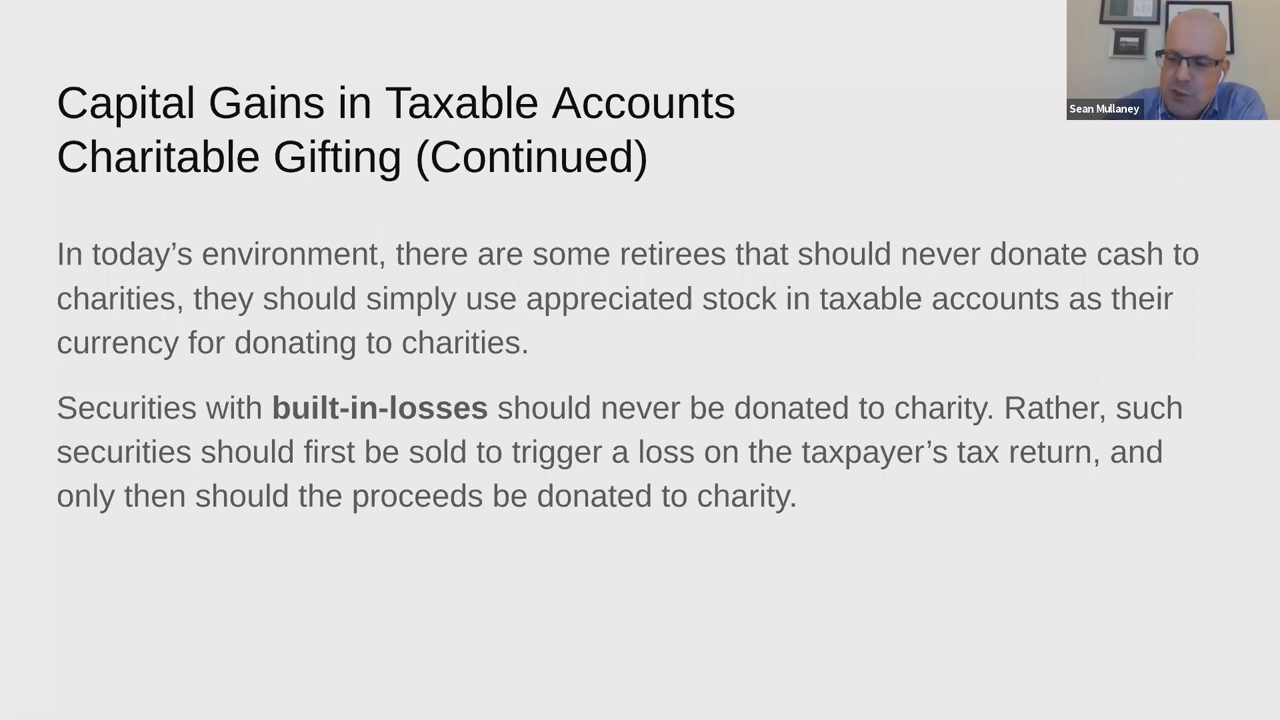 Capital Gains in Taxable Accounts
Charitable Gifting (Continued)
Sean Mullaney
In today’s environment, there are some retirees that should never donate cash to
charities, they should simply use appreciated stock in taxable accounts as their
currency for donating to charities.
Securities with built-in-losses should never be donated to charity. Rather, such
securities should first be sold to trigger a loss on the taxpayer’s tax return, and
only then should the proceeds be donated to charity.